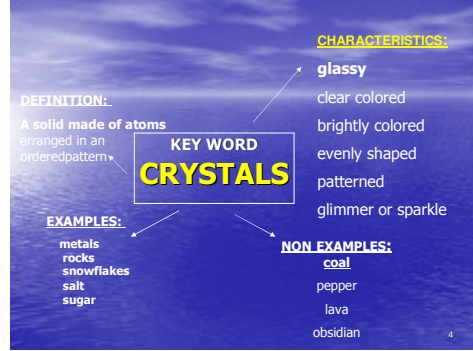 CHARACTERISTICS:
glassy
clear colored
brightly colored
evenly shaped
patterned
glimmer or sparkle
DEFINITION:
A solid made of atoms
arranged in an
orderedpattern
KEY WORD
CRYSTALS
EXAMPLES:
metals
rocks
snowflakes
salt
sugar
NON EXAMPLES:
coal
pepper
lava
obsidian
4